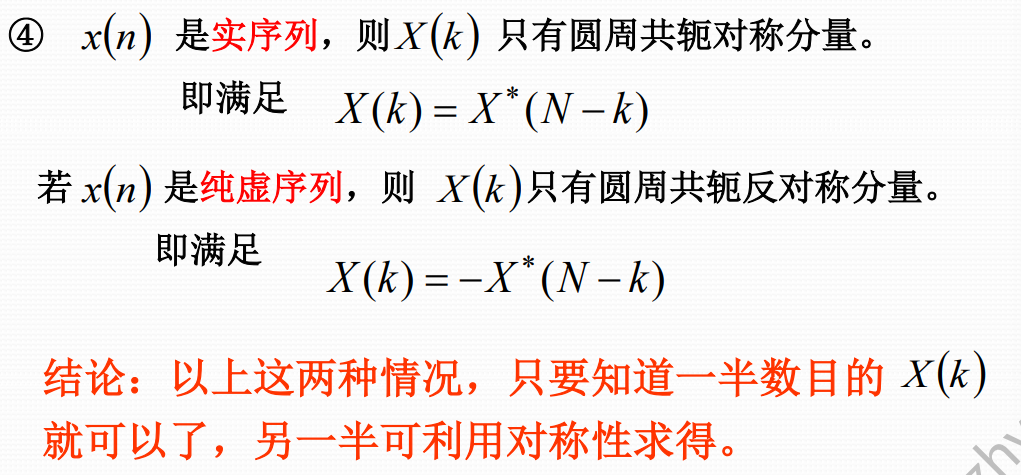 ④ x(n) 是实序列，则X(k) 只有圆周共轭对称分量。
即满足 X(k) = X*(N − k)
若 x(n) 是纯虚序列，则 X(k)只有圆周共轭反对称分量。
即满足
X(k) = −X*(N − k)
结论：以上这两种情况，只要知道一半数目的 X(k)
就可以了，另一半可利用对称性求得。
zhy